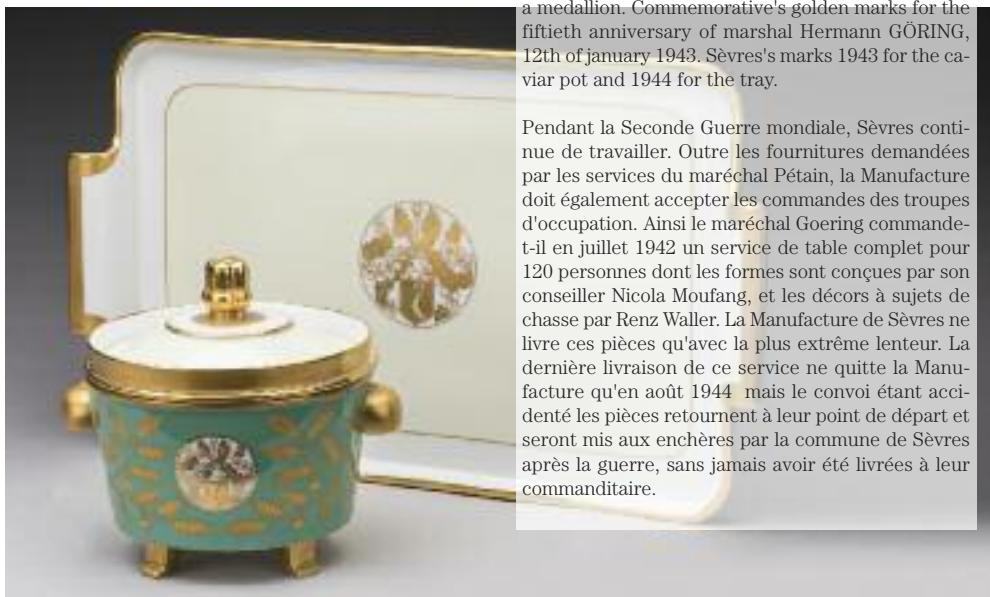 a medallion. Commemorative's golden marks for the
fiftieth anniversary of marshal Hermann GÖRING,
12th of january 1943. Sèvres's marks 1943 for the ca-
viar pot and 1944 for the tray.
Pendant la Seconde Guerre mondiale, Sèvres conti-
nue de travailler. Outre les fournitures demandées
par les services du maréchal Pétain, la Manufacture
doit également accepter les commandes des troupes
d'occupation. Ainsi le maréchal Goering commande-
t-il en juillet 1942 un service de table complet pour
120 personnes dont les formes sont conçues par son
conseiller Nicola Moufang, et les décors à sujets de
chasse par Renz Waller. La Manufacture de Sèvres ne
livre ces pièces qu'avec la plus extrême lenteur. La
dernière livraison de ce service ne quitte la Manu-
facture qu'en août 1944 mais le convoi étant acci-
denté les pièces retournent à leur point de départ et
seront mis aux enchères par la commune de Sèvres
après la guerre, sans jamais avoir été livrées à leur
commanditaire.